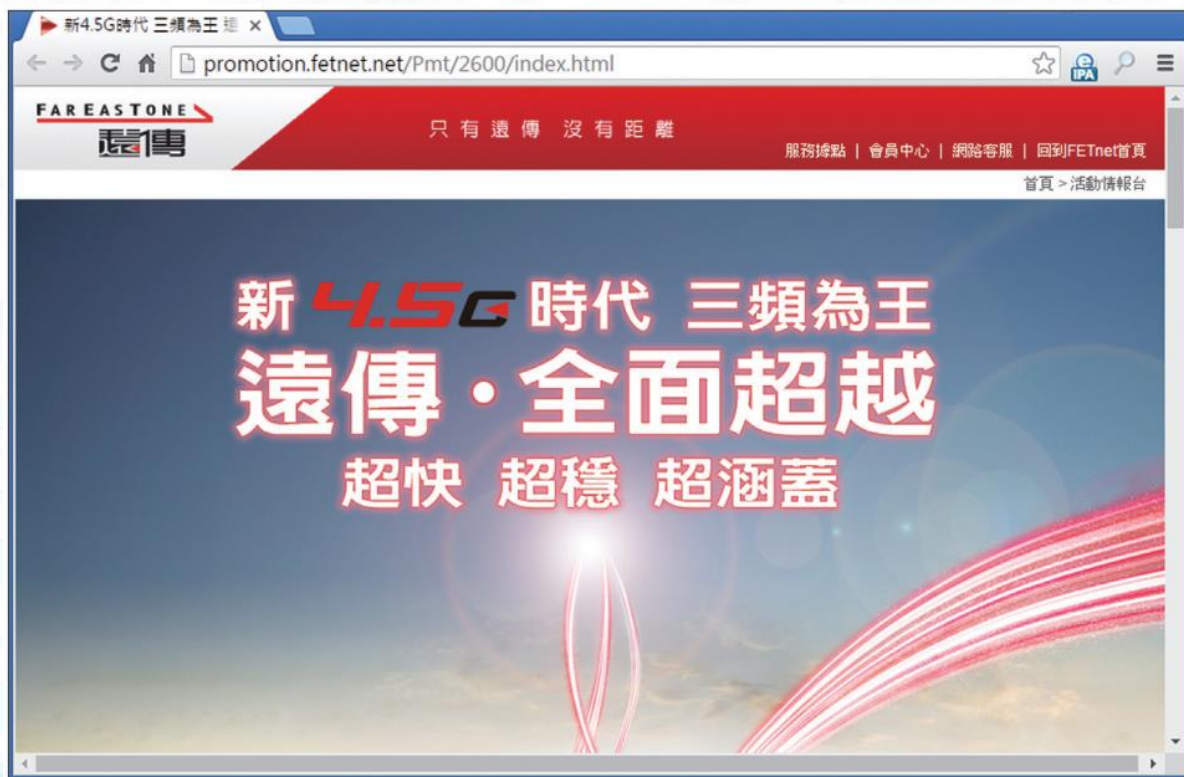 新4.5G時代 三頻為王
promotion.fetnet.net/Pmt/2600/index.html
IPA
FAREASTONE
遠傳
只有遠傳 沒有距離
服務據點 | 會員中心 | 網路客服 | 回到FETnet首頁
首頁 > 活動情報台
新4.5G時代 三頻為王
遠傳・全面超越
超快 超穩 超涵蓋